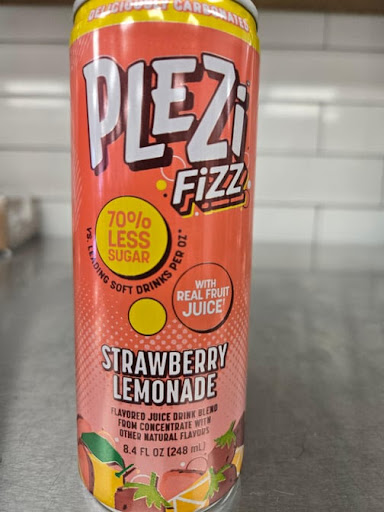 DELICIOUSLY CARBONATED
PLEZi
FiZZ
70%
LESS
SUGAR
VS. LEADING SOFT DRINKS PER OZ*
WITH
REAL FRUIT
JUICE†
STRAWBERRY
LEMONADE
FLAVORED JUICE DRINK BLEND
FROM CONCENTRATE WITH
OTHER NATURAL FLAVORS
8.4 FL OZ (248 mL)